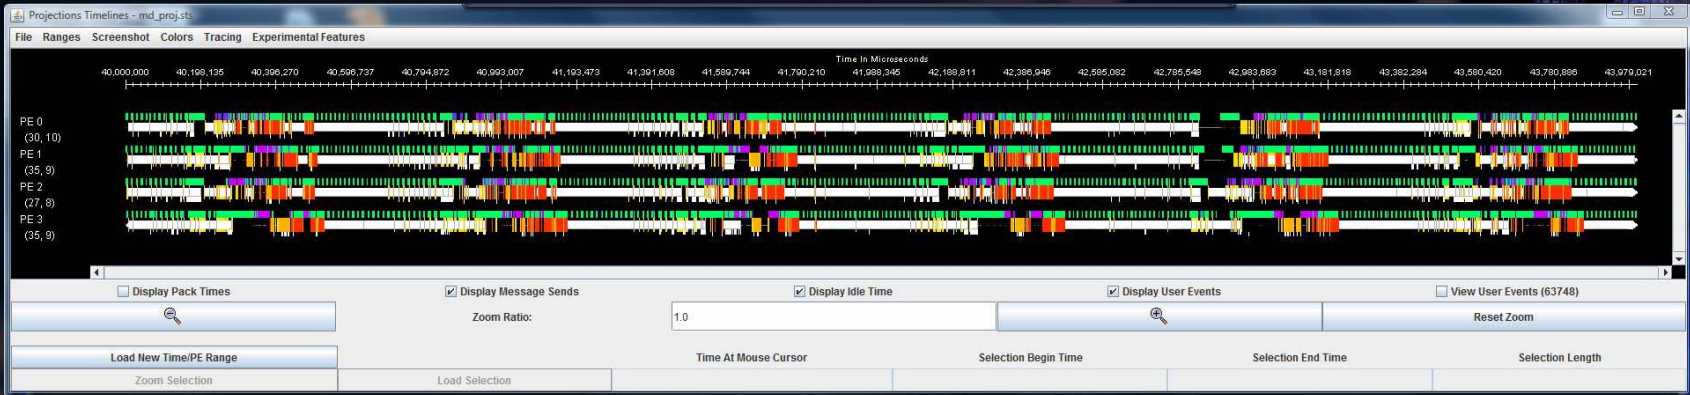 Projections Timelines - md_proj.sts
File Ranges Screenshot Colors Tracing Experimental Features
Time In Microseconds
40,000,000 40,198,135 40,396,270 40,596,737 40,794,872 40,993,007 41,193,473 41,391,608 41,589,744 41,790,210 41,988,345 42,188,811 42,386,946 42,585,082 42,785,548 42,983,683 43,181,818 43,382,284 43,580,420 43,780,886 43,979,021
PE 0
(30, 10)
PE 1
(35, 9)
PE 2
(27, 8)
PE 3
(35, 9)
Display Pack Times Display Message Sends Display Idle Time Display User Events View User Events (63748)
Zoom Ratio: 1.0 Reset Zoom
Load New Time/PE Range Time At Mouse Cursor Selection Begin Time Selection End Time Selection Length
Zoom Selection Load Selection